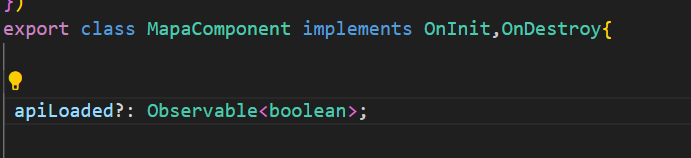 })
export class MapaComponent implements OnInit,OnDestroy{
apiLoaded?: Observable<boolean>;